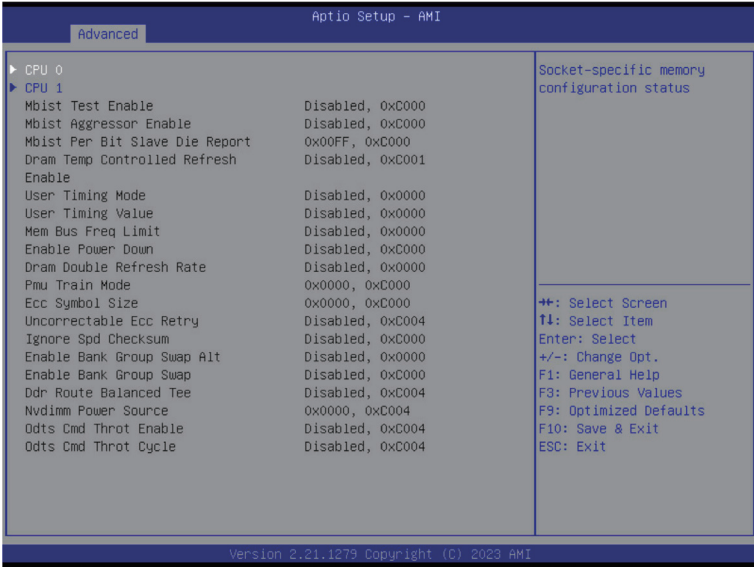 Aptio Setup - AMI
Advanced
CPU 0
CPU 1
Mbist Test Enable Disabled, 0xC000
Mbist Aggressor Enable Disabled, 0xC000
Mbist Per Bit Slave Die Report 0x00FF, 0xC000
Dram Temp Controlled Refresh Disabled, 0xC001
Enable
User Timing Mode Disabled, 0x0000
User Timing Value Disabled, 0x0000
Mem Bus Freq Limit Disabled, 0x0000
Enable Power Down Disabled, 0xC000
Dram Double Refresh Rate Disabled, 0x0000
Pmu Train Mode 0x0000, 0xC000
Ecc Symbol Size 0x0000, 0xC000
Uncorrectable Ecc Retry Disabled, 0xC004
Ignore Spd Checksum Disabled, 0xC000
Enable Bank Group Swap Alt Disabled, 0x0000
Enable Bank Group Swap Disabled, 0xC000
Ddr Route Balanced Tee Disabled, 0xC004
Nvdimm Power Source 0x0000, 0xC004
Odts Cmd Throt Enable Disabled, 0xC004
Odts Cmd Throt Cycle Disabled, 0xC004
Socket-specific memory
configuration status
→←: Select Screen
↑↓: Select Item
Enter: Select
+/-: Change Opt.
F1: General Help
F3: Previous Values
F9: Optimized Defaults
F10: Save & Exit
ESC: Exit
Version 2.21.1279 Copyright (C) 2023 AMI